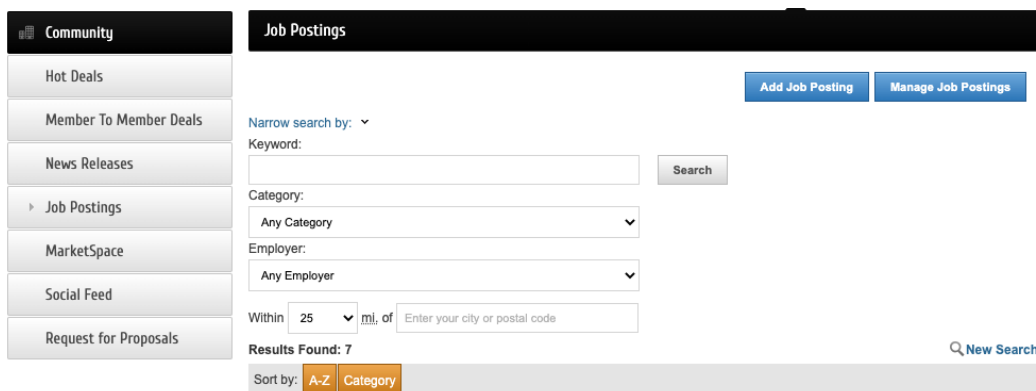 Community
Hot Deals
Member To Member Deals
News Releases
Job Postings
MarketSpace
Social Feed
Request for Proposals
Job Postings
Add Job Posting Manage Job Postings
Narrow search by:
Keyword:
Search
Category:
Any Category
Employer:
Any Employer
Within 25 mi. of Enter your city or postal code
Results Found: 7 New Search
Sort by: A-Z Category